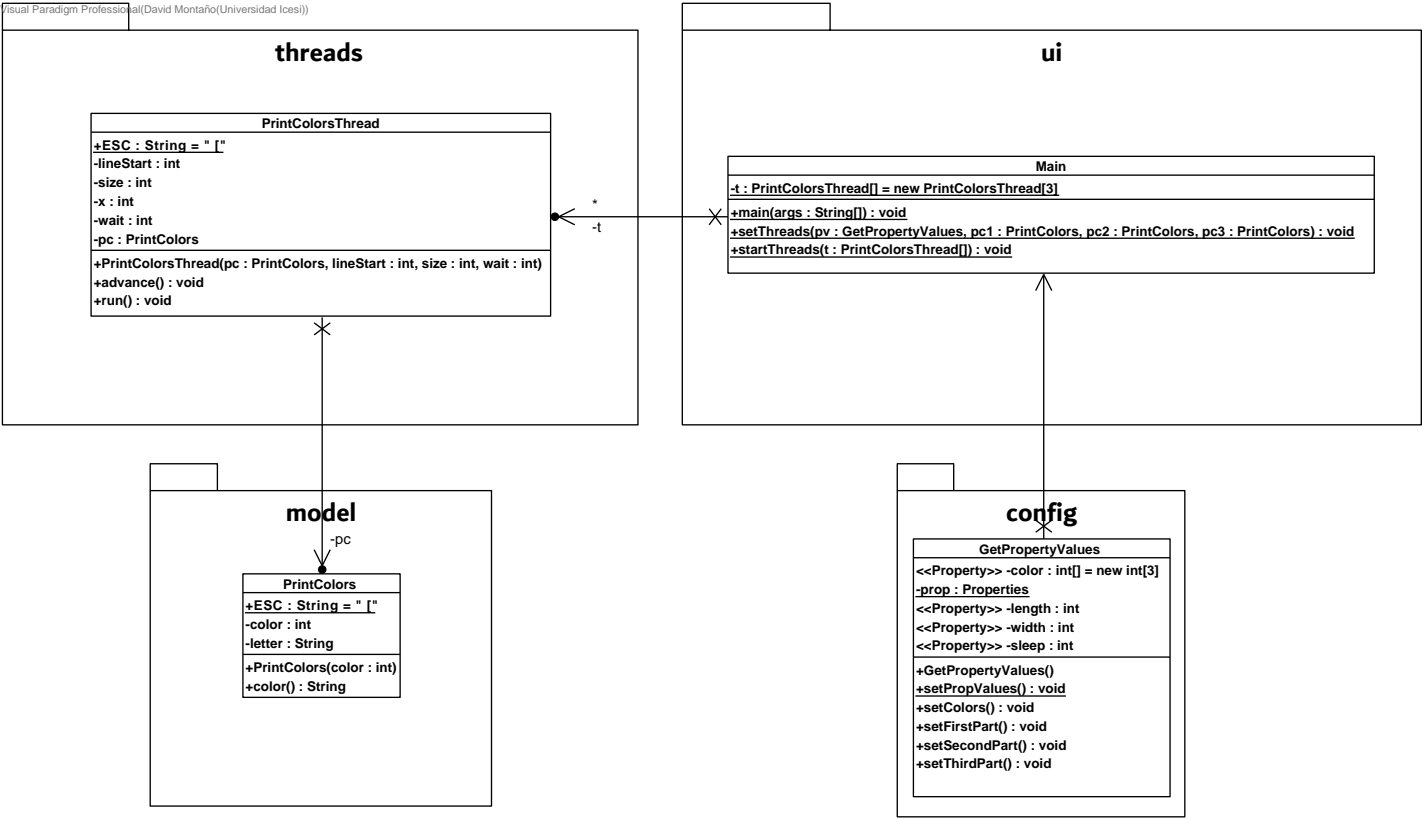 Visual Paradigm Professional(David Montaño(Universidad Icesi))
threads
PrintColorsThread
+ESC : String = " ["
-lineStart : int
-size : int
-x : int
-wait : int
-pc : PrintColors
+PrintColorsThread(pc : PrintColors, lineStart : int, size : int, wait : int)
+advance() : void
+run() : void
*
-t
ui
Main
-t : PrintColorsThread[] = new PrintColorsThread[3]
+main(args : String[]) : void
+setThreads(pv : GetPropertyValues, pc1 : PrintColors, pc2 : PrintColors, pc3 : PrintColors) : void
+startThreads(t : PrintColorsThread[]) : void
model
-pc
PrintColors
+ESC : String = " ["
-color : int
-letter : String
+PrintColors(color : int)
+color() : String
config
GetPropertyValues
<<Property>> -color : int[] = new int[3]
-prop : Properties
<<Property>> -length : int
<<Property>> -width : int
<<Property>> -sleep : int
+GetPropertyValues()
+setPropValues() : void
+setColors() : void
+setFirstPart() : void
+setSecondPart() : void
+setThirdPart() : void